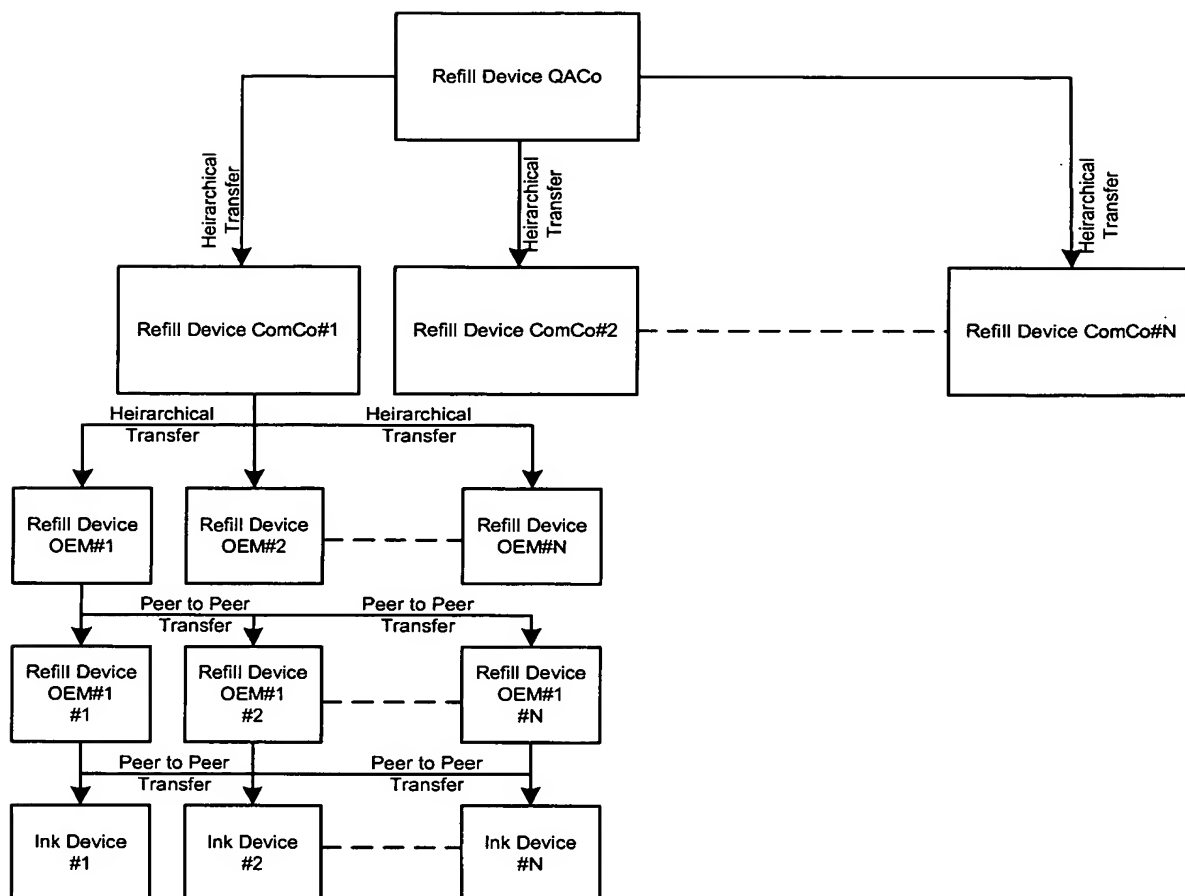 Refill Device QACo
Heirarchical
Transfer
Heirarchical
Transfer
Heirarchical
Transfer
Refill Device ComCo#1
Refill Device ComCo#2
Refill Device ComCo#N
Heirarchical
Transfer
Heirarchical
Transfer
Refill Device
OEM#1
Refill Device
OEM#2
Refill Device
OEM#N
Peer to Peer
Transfer
Peer to Peer
Transfer
Refill Device
OEM#1
#1
Refill Device
OEM#1
#2
Refill Device
OEM#1
#N
Peer to Peer
Transfer
Peer to Peer
Transfer
Ink Device
#1
Ink Device
#2
Ink Device
#N